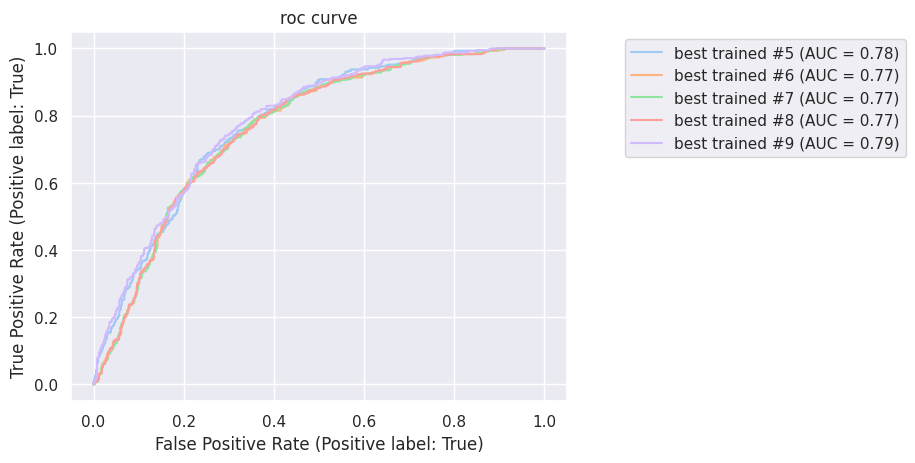 roc curve
True Positive Rate (Positive label: True)
1.0
0.8
0.6
0.4
0.2
0.0
0.0 0.2 0.4 0.6 0.8 1.0
False Positive Rate (Positive label: True)
best trained #5 (AUC = 0.78)
best trained #6 (AUC = 0.77)
best trained #7 (AUC = 0.77)
best trained #8 (AUC = 0.77)
best trained #9 (AUC = 0.79)